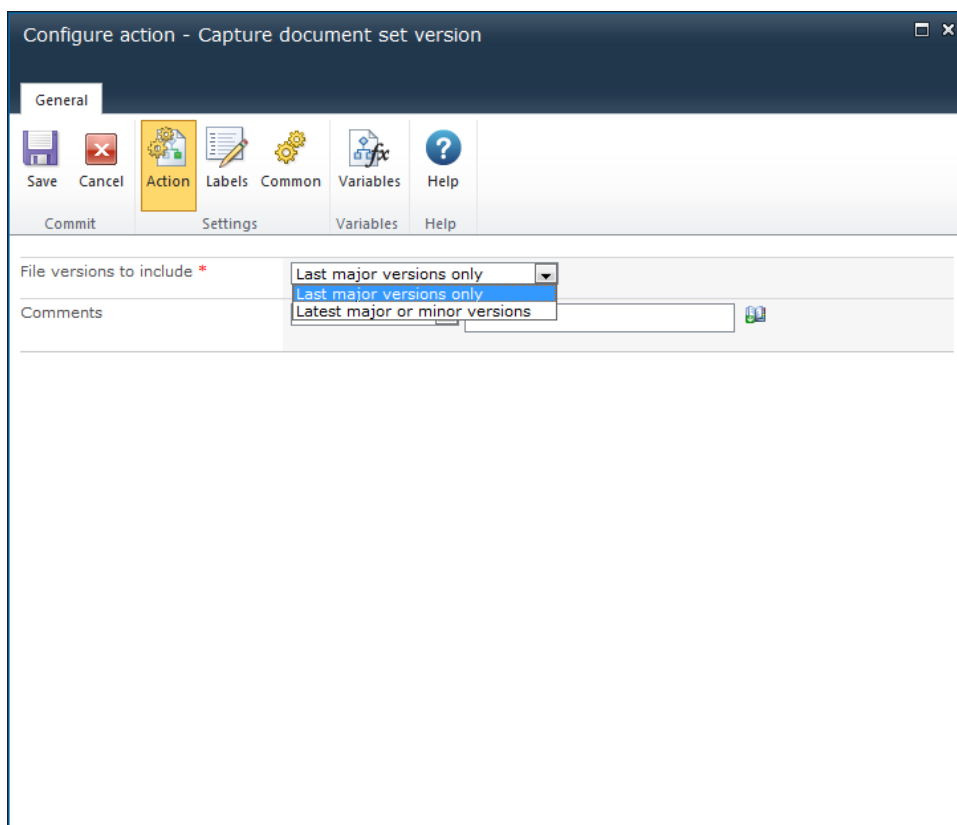 Configure action - Capture document set version
General
Save Cancel Action Labels Common Variables Help
Commit Settings Variables Help
File versions to include * Last major versions only
Last major versions only
Comments Latest major or minor versions